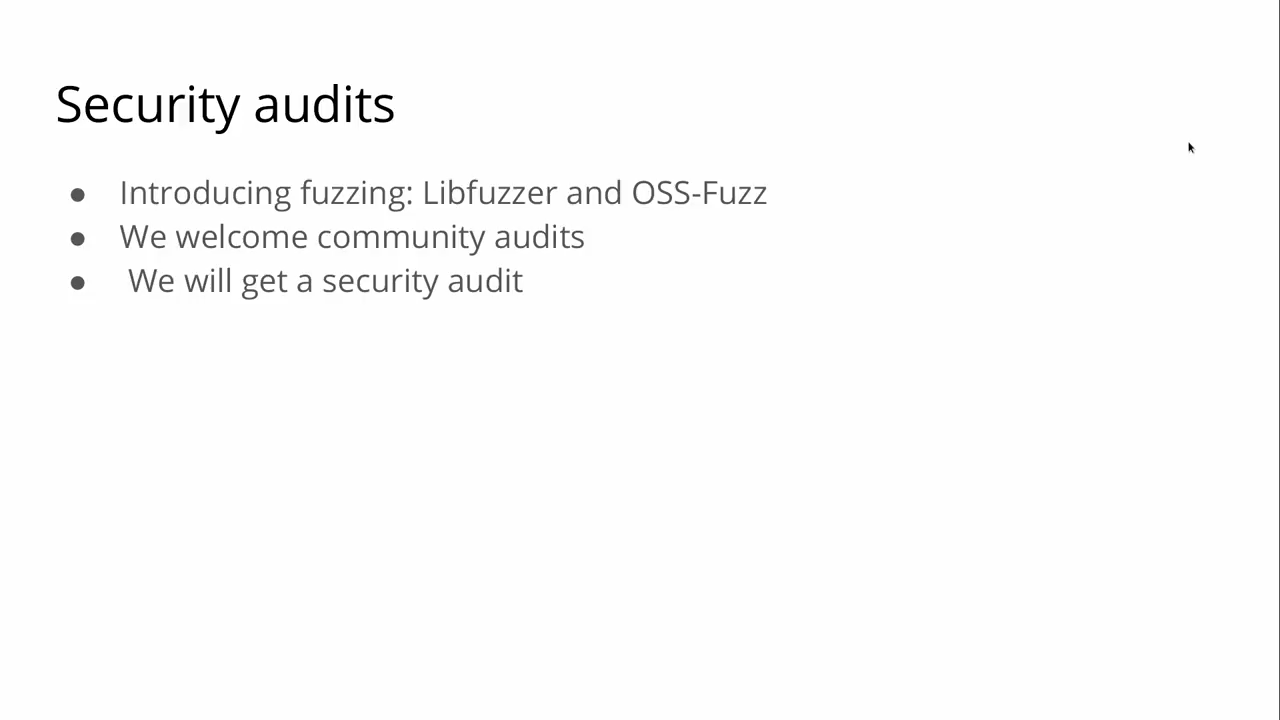 Security audits
● Introducing fuzzing: Libfuzzer and OSS-Fuzz
● We welcome community audits
● We will get a security audit